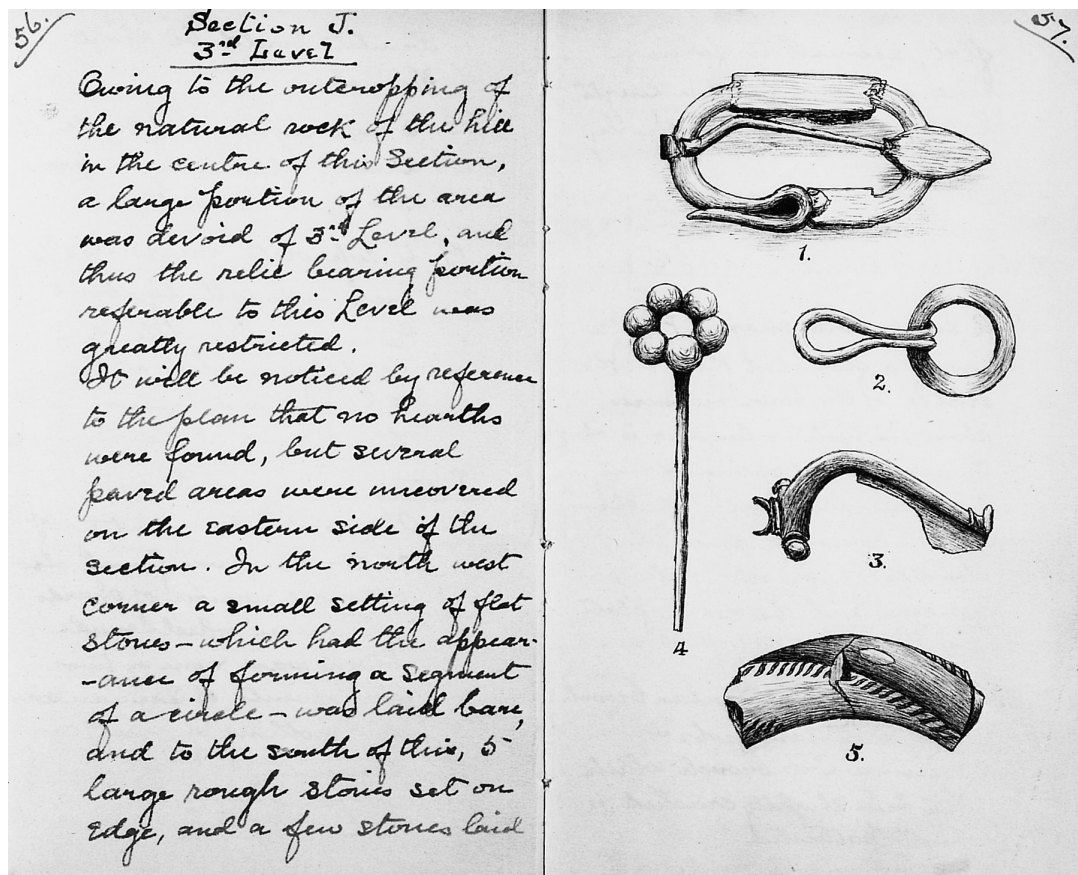 56.
Section J.
3rd Level
Owing to the outcropping of
the natural rock of the hill
in the centre of this Section,
a large portion of the area
was devoid of 3rd Level, and
thus the relic bearing portion
referable to this Level was
greatly restricted.
It will be noticed by reference
to the plan that no hearths
were found, but several
paved areas were uncovered
on the eastern side of the
section. In the north west
corner a small setting of flat
stones – which had the appear-
-ance of forming a segment
of a circle – was laid bare,
and to the south of this, 5
large rough stones set on
edge, and a few stones laid
57.
1.
2.
3.
4
5.